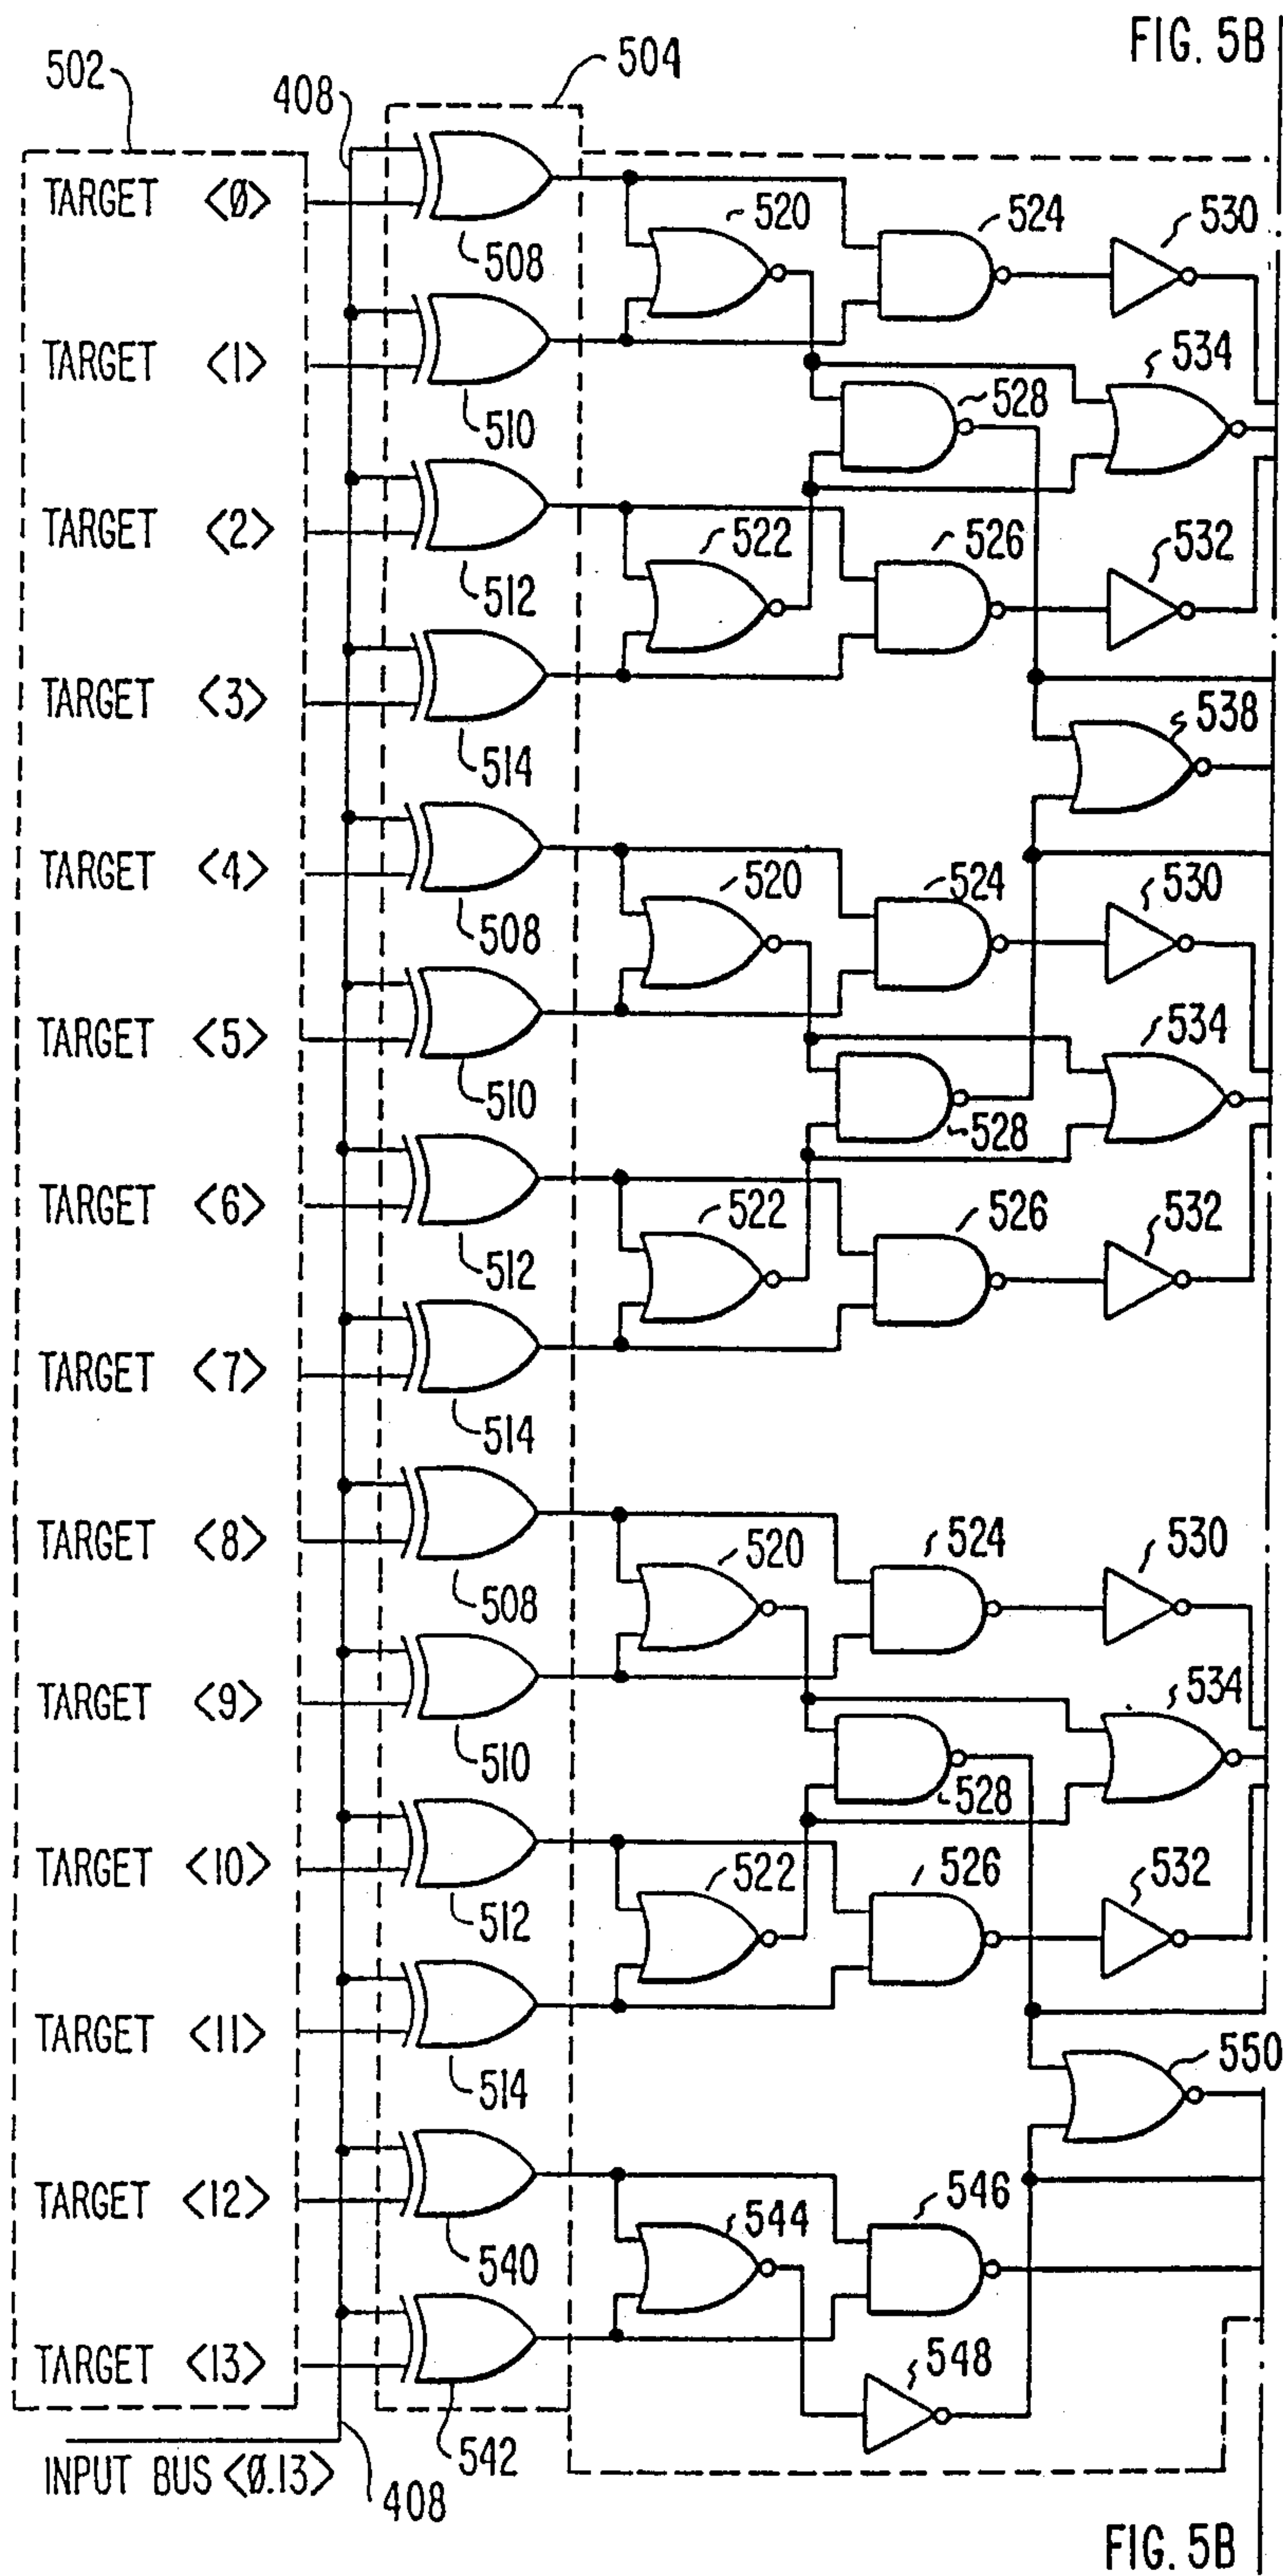 FIG. 5B
502
504
408
TARGET <0>
508
520
524
530
TARGET <1>
510
528
534
TARGET <2>
512
522
526
532
TARGET <3>
514
538
TARGET <4>
508
520
524
530
TARGET <5>
510
528
534
TARGET <6>
512
522
526
532
TARGET <7>
514
TARGET <8>
508
520
524
530
TARGET <9>
510
528
534
TARGET <10>
512
522
526
532
TARGET <11>
514
550
TARGET <12>
540
544
546
TARGET <13>
542
548
INPUT BUS <0.13>
408
FIG. 5B